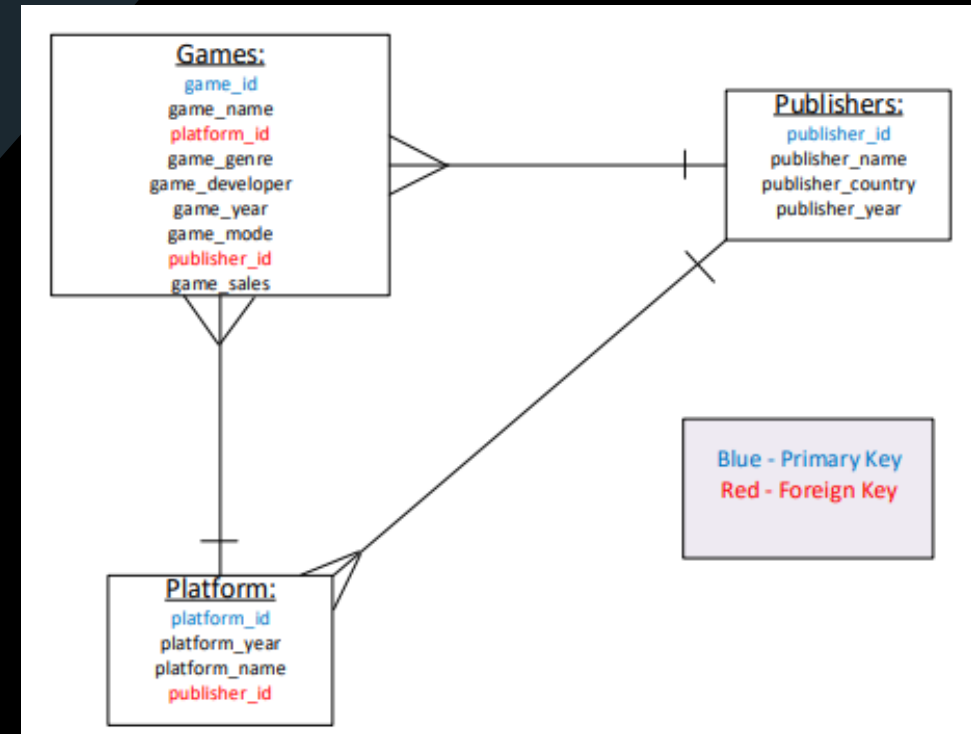 Games:
game_id
game_name
platform_id
game_genre
game_developer
game_year
game_mode
publisher_id
game_sales
Publishers:
publisher_id
publisher_name
publisher_country
publisher_year
Blue - Primary Key
Red - Foreign Key
Platform:
platform_id
platform_year
platform_name
publisher_id